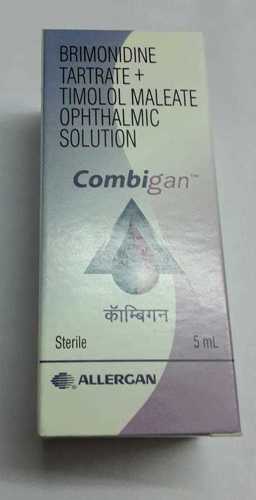 BRIMONIDINE
TARTRATE +
TIMOLOL MALEATE
OPHTHALMIC
SOLUTION
Combigan™
कॅाम्बिगन
Sterile 5 mL
ALLERGAN